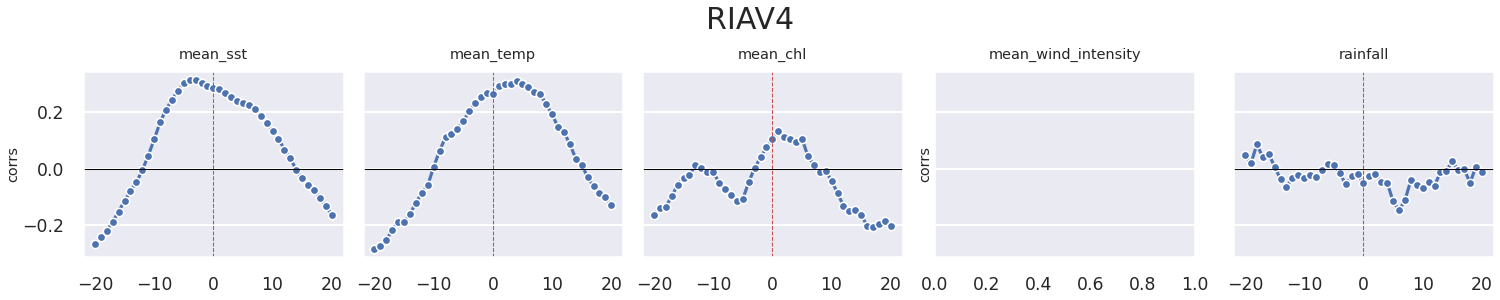 RIAV4
mean_sst mean_temp mean_chl mean_wind_intensity rainfall
0.2
0.0
−0.2
corrs
corrs
−20 −10 0 10 20 −20 −10 0 10 20 −20 −10 0 10 20 0.0 0.2 0.4 0.6 0.8 1.0 −20 −10 0 10 20